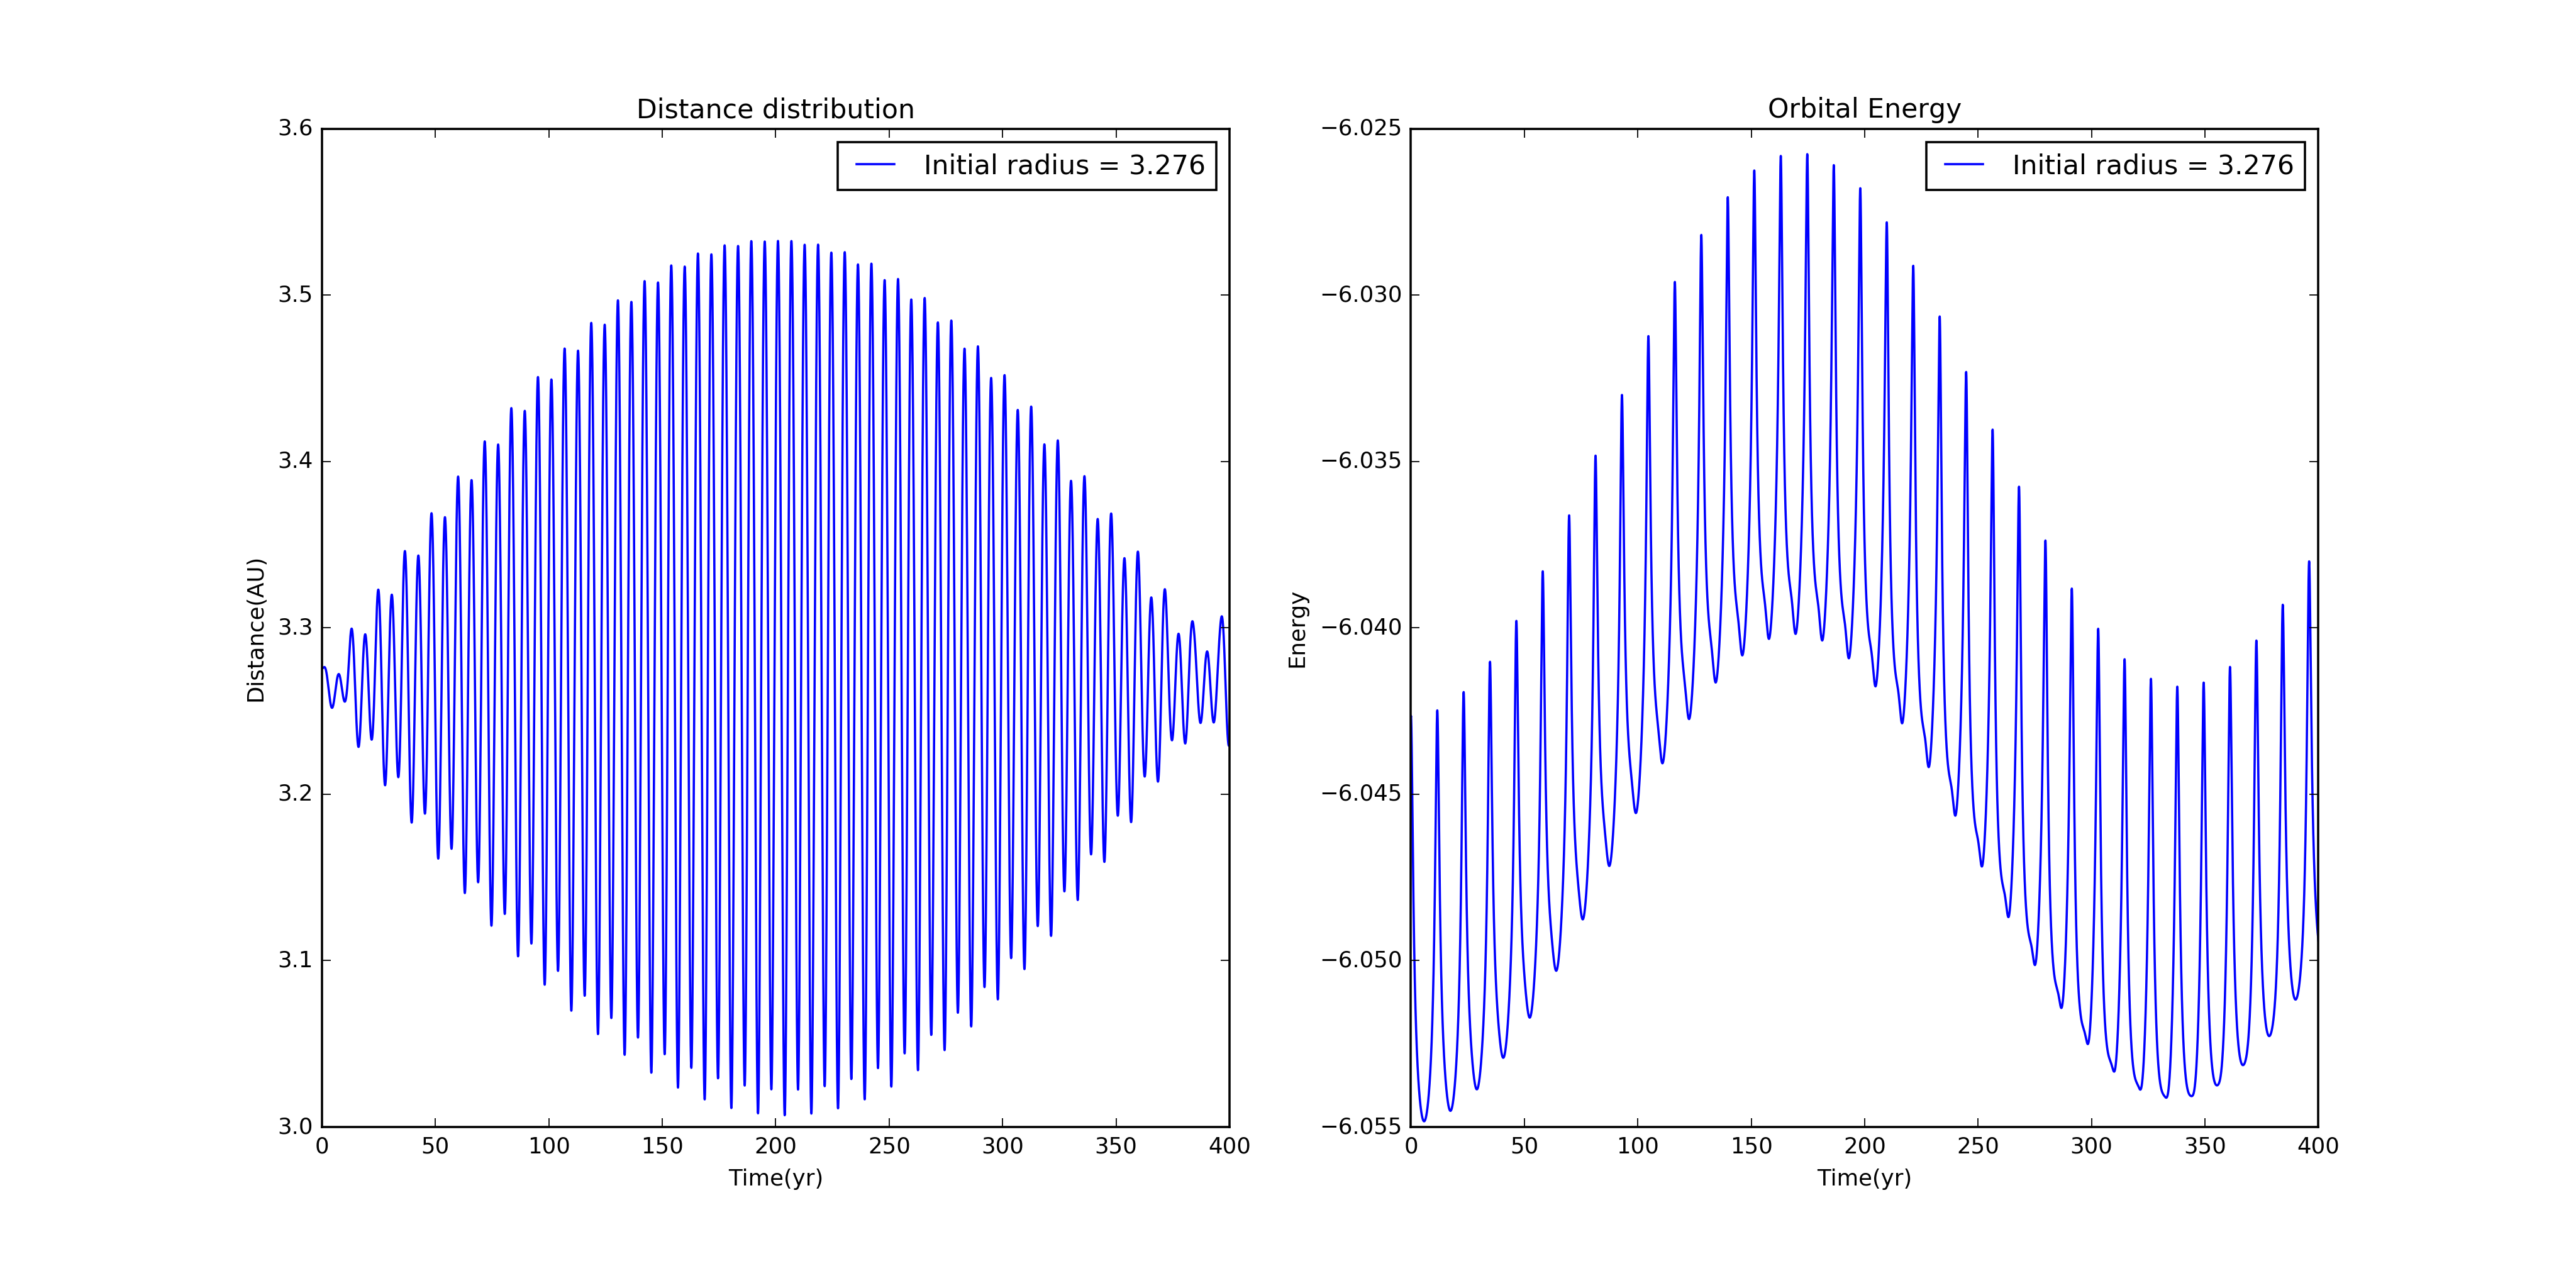 Distance distribution
Initial radius = 3.276
3.6
3.5
3.4
3.3
3.2
3.1
3.0
Distance(AU)
0 50 100 150 200 250 300 350 400
Time(yr)
Orbital Energy
Initial radius = 3.276
−6.025
−6.030
−6.035
−6.040
−6.045
−6.050
−6.055
Energy
0 50 100 150 200 250 300 350 400
Time(yr)